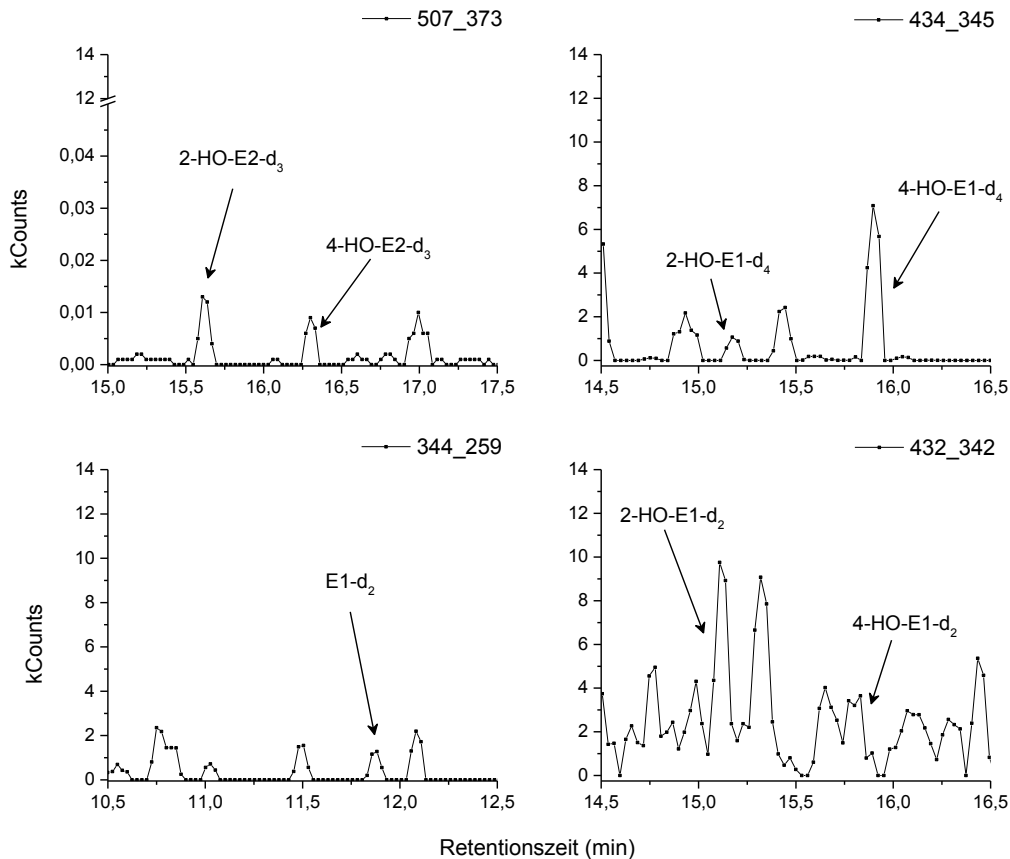 507_373
14
12
0,04
0,03
0,02
0,01
0,00
kCounts
2-HO-E2-d3
4-HO-E2-d3
15,0 15,5 16,0 16,5 17,0 17,5
434_345
14
12
10
8
6
4
2
0
2-HO-E1-d4
4-HO-E1-d4
14,5 15,0 15,5 16,0 16,5
344_259
14
12
10
8
6
4
2
0
kCounts
E1-d2
10,5 11,0 11,5 12,0 12,5
432_342
14
12
10
8
6
4
2
0
2-HO-E1-d2
4-HO-E1-d2
14,5 15,0 15,5 16,0 16,5
Retentionszeit (min)